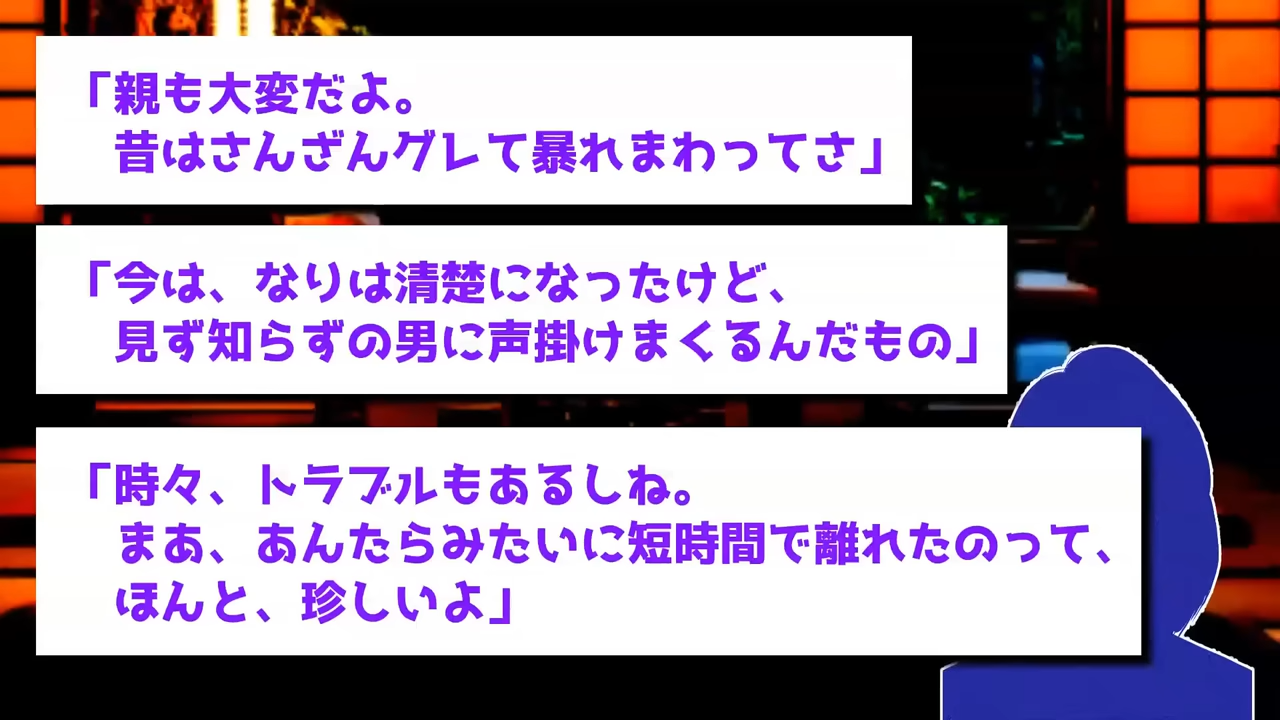 「親も大変だよ。
昔はさんざんグレて暴れまわってさ」
「今は、なりは清楚になったけど、
見ず知らずの男に声掛けまくるんだもの」
「時々、トラブルもあるしね。
まあ、あんたらみたいに短時間で離れたのって、
ほんと、珍しいよ」